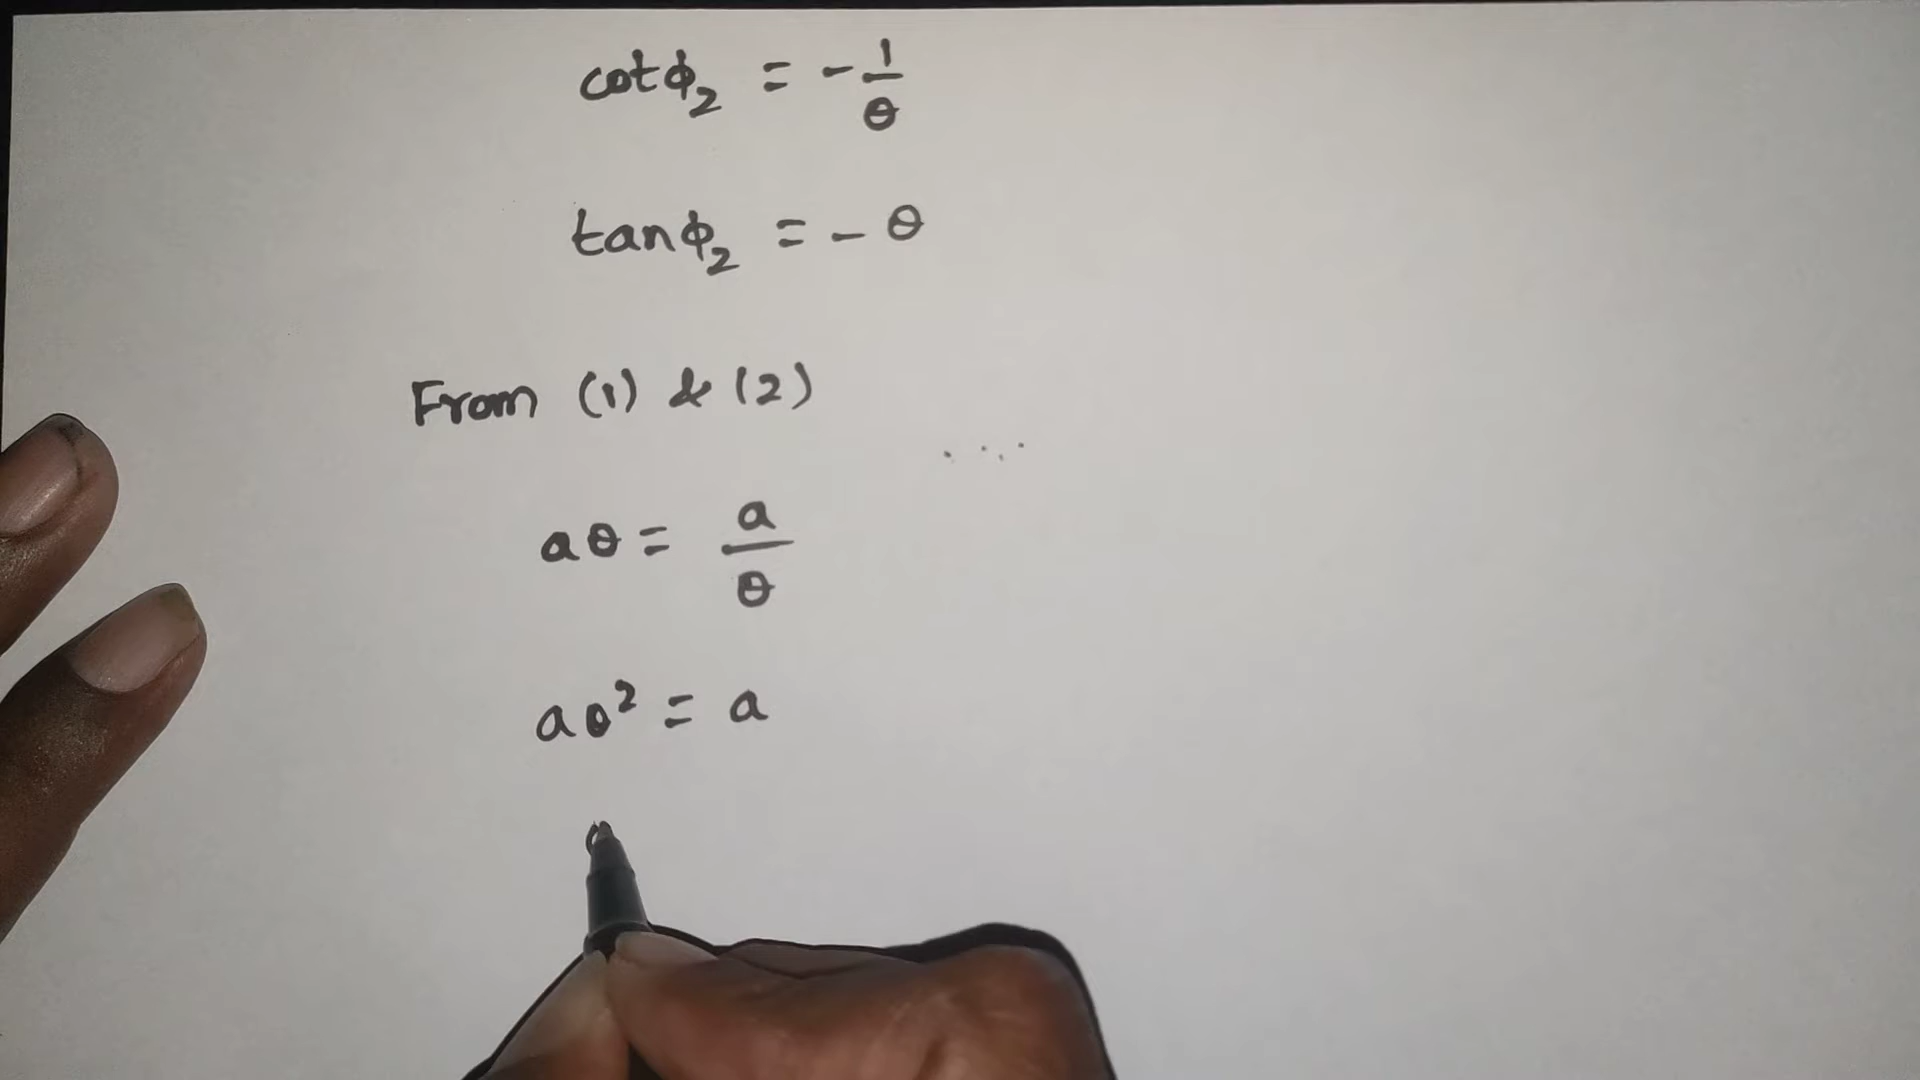 cotϕ₂ = -1/θ
tanϕ₂ = -θ
From (1) & (2)
aθ = a/θ
aθ² = a